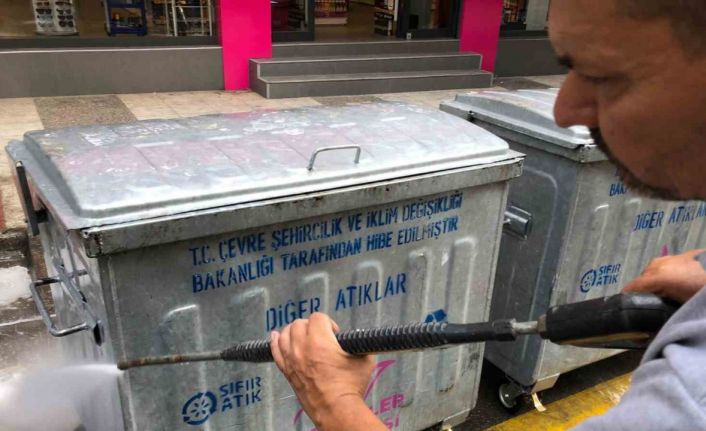 T.C. ÇEVRE ŞEHİRCİLİK VE İKLİM DEĞİŞİKLİĞİ
BAKANLIĞI TARAFINDAN HİBE EDİLMİŞTİR
DİĞER ATIKLAR
SIFIR
ATIK
DİĞER ATIKLAR
SIFIR
ATIK